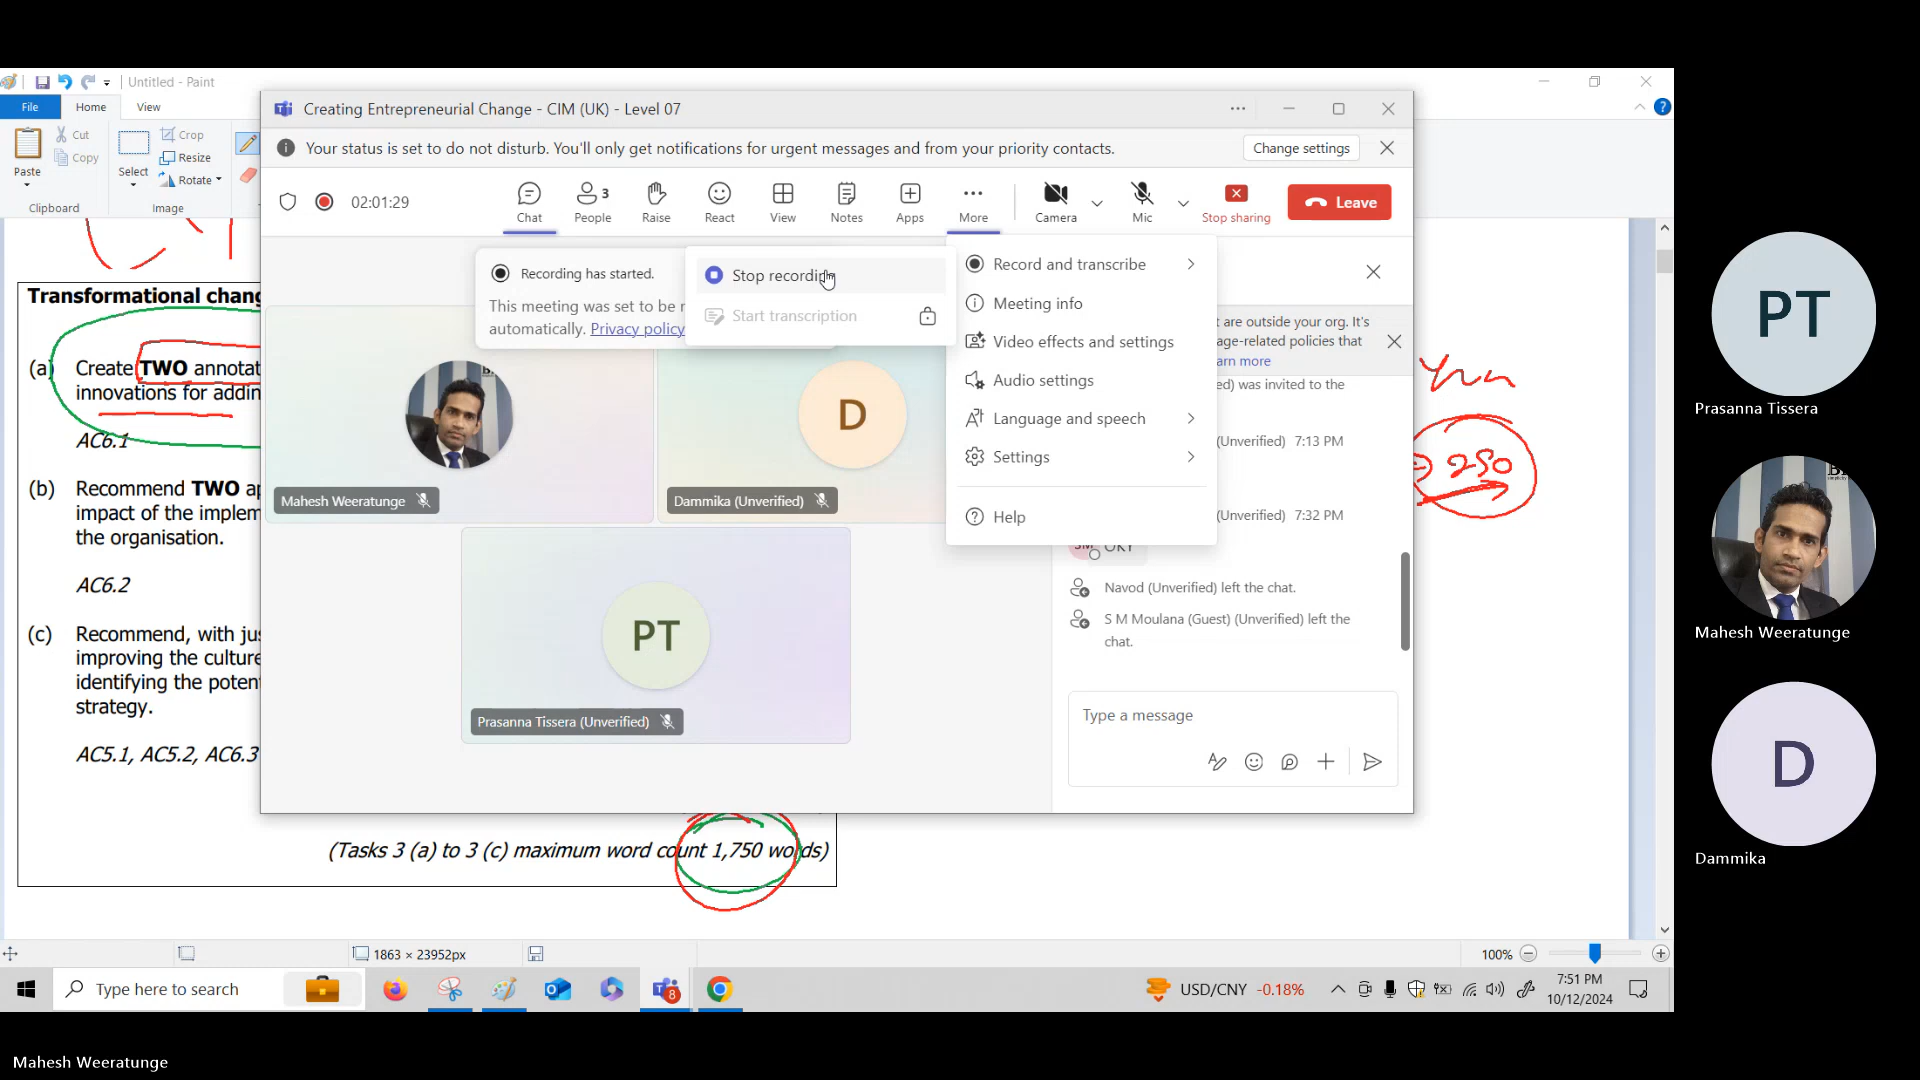 Untitled - Paint
File
Home
View
Paste
Cut
Copy
Clipboard
Select
Crop
Resize
Rotate
Image
Creating Entrepreneurial Change - CIM (UK) - Level 07
Your status is set to do not disturb. You'll only get notifications for urgent messages and from your priority contacts.
Change settings
02:01:29
Chat
3
People
Raise
React
View
Notes
Apps
More
Camera
Mic
Stop sharing
Leave
Recording has started.
This meeting was set to be
automatically. Privacy policy
Stop recording
Start transcription
Record and transcribe
Meeting info
Video effects and settings
Audio settings
Language and speech
Settings
Help
Mahesh Weeratunge
D
Dammika (Unverified)
PT
Prasanna Tissera (Unverified)
are outside your org. It's
age-related policies that
arn more
was invited to the
(Unverified) 7:13 PM
(Unverified) 7:32 PM
OKY
Navod (Unverified) left the chat.
S M Moulana (Guest) (Unverified) left the
chat.
Type a message
Transformational chang
(a) Create TWO annotat
innovations for addin
AC6.1
(b) Recommend TWO ap
impact of the implem
the organisation.
AC6.2
(c) Recommend, with jus
improving the culture
identifying the potent
strategy.
AC5.1, AC5.2, AC6.3
(Tasks 3 (a) to 3 (c) maximum word count 1,750 words)
250
1863 × 23952px
100%
Type here to search
8
USD/CNY -0.18%
7:51 PM
10/12/2024
PT
Prasanna Tissera
Mahesh Weeratunge
D
Dammika
Mahesh Weeratunge